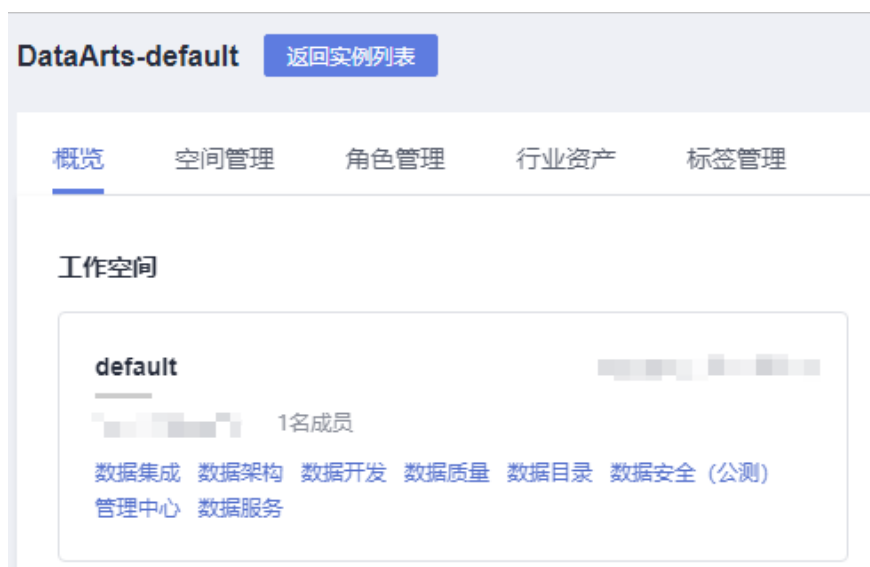 DataArts-default 返回实例列表
概览 空间管理 角色管理 行业资产 标签管理
工作空间
default
1名成员
数据集成 数据架构 数据开发 数据质量 数据目录 数据安全（公测）
管理中心 数据服务